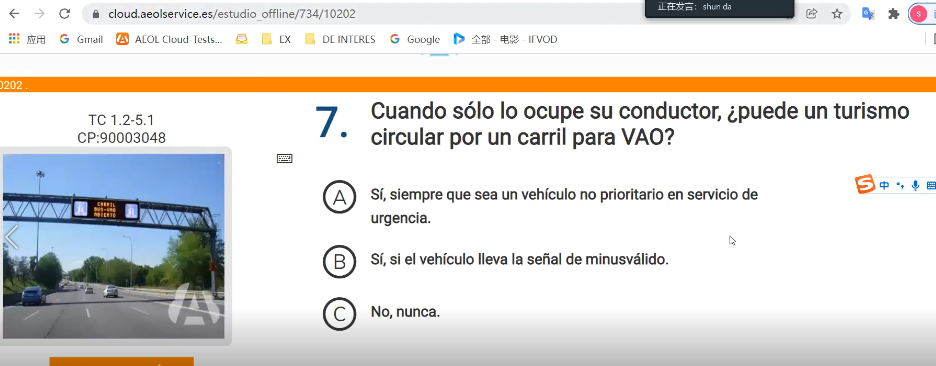 正在发言: shun da
cloud.aeolservice.es/estudio_offline/734/10202
应用 Gmail AEOL Cloud-Tests... EX DE INTERES Google 全部 - 电影 - IFVOD
0202 .
TC 1.2-5.1
CP:90003048
CARRIL
BUS-VAO
ABIERTO
7. Cuando sólo lo ocupe su conductor, ¿puede un turismo
circular por un carril para VAO?
A Sí, siempre que sea un vehículo no prioritario en servicio de
urgencia.
B Sí, si el vehículo lleva la señal de minusválido.
C No, nunca.
S 中